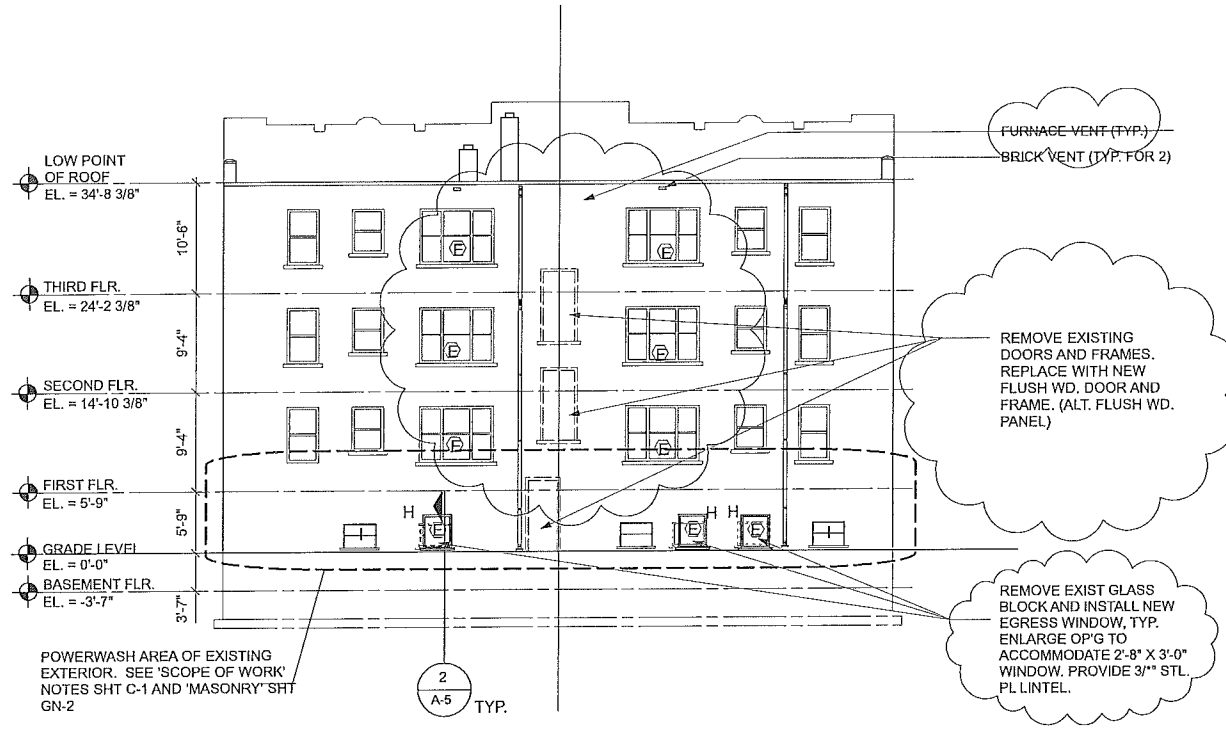 FURNACE VENT (TYP.)
BRICK VENT (TYP. FOR 2)
LOW POINT
OF ROOF
EL. = 34'-8 3/8"
10'-6"
E
E
THIRD FLR.
EL. = 24'-2 3/8"
9'-4"
E
E
REMOVE EXISTING
DOORS AND FRAMES.
REPLACE WITH NEW
FLUSH WD. DOOR AND
FRAME. (ALT. FLUSH WD.
PANEL)
SECOND FLR.
EL. = 14'-10 3/8"
9'-4"
E
E
FIRST FLR.
EL. = 5'-9"
5'-9"
H
E
H
H
E
E
GRADE LEVEL
EL. = 0'-0"
BASEMENT FLR.
EL. = -3'-7"
3'-7"
REMOVE EXIST GLASS
BLOCK AND INSTALL NEW
EGRESS WINDOW, TYP.
ENLARGE OP'G TO
ACCOMMODATE 2'-8" X 3'-0"
WINDOW. PROVIDE 3/*" STL.
PL LINTEL.
POWERWASH AREA OF EXISTING
EXTERIOR. SEE 'SCOPE OF WORK'
NOTES SHT C-1 AND 'MASONRY' SHT
GN-2
2
A-5
TYP.